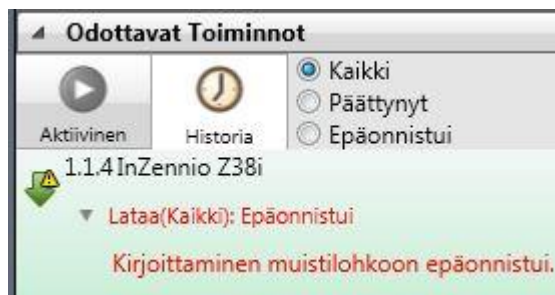 Odottavat Toiminnot
Kaikki
Päättynyt
Epäonnistui
Aktiivinen
Historia
1.1.4 InZennio Z38i
Lataa(Kaikki): Epäonnistui
Kirjoittaminen muistilohkoon epäonnistui.